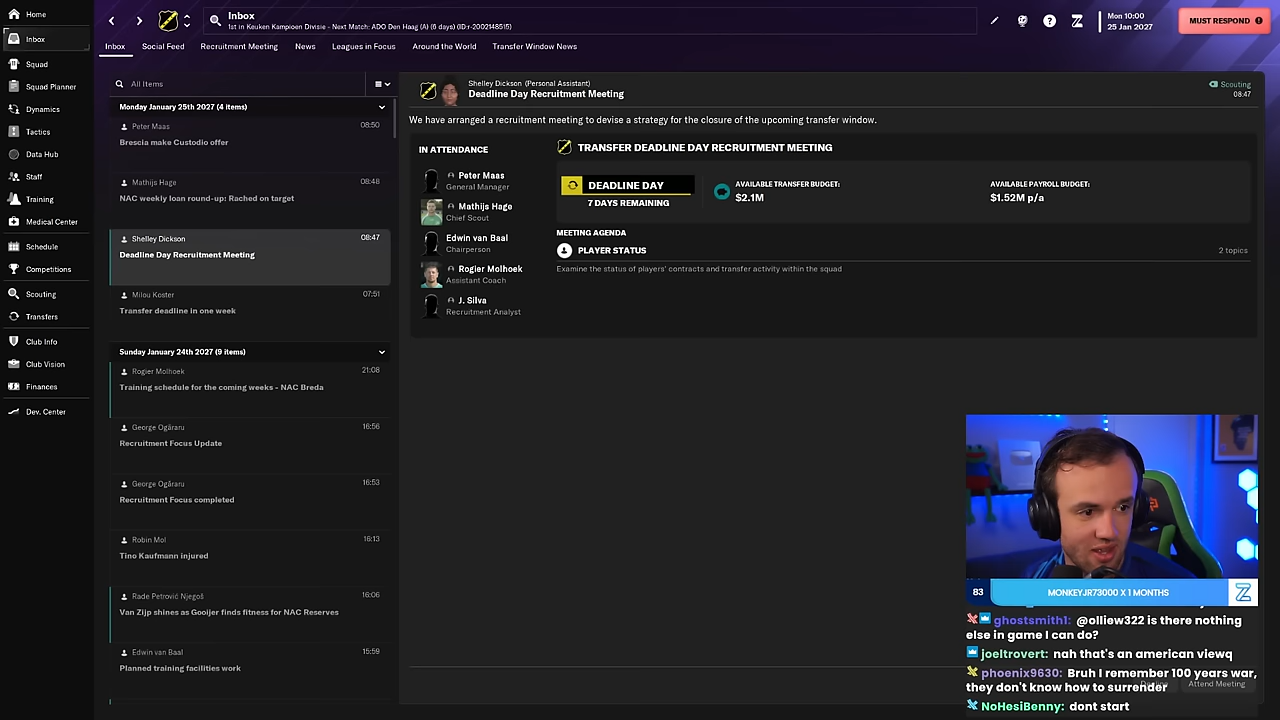 Home
Inbox
Squad
Squad Planner
Dynamics
Tactics
Data Hub
Staff
Training
Medical Center
Schedule
Competitions
Scouting
Transfers
Club Info
Club Vision
Finances
Dev. Center
Inbox
1st in Keuken Kampioen Divisie - Next Match: ADO Den Haag (A) (6 days) (ID:r-2002148515)
Mon 10:00
25 Jan 2027
MUST RESPOND
Inbox Social Feed Recruitment Meeting News Leagues in Focus Around the World Transfer Window News
All Items
Monday January 25th 2027 (4 items)
Peter Maas 08:50
Brescia make Custodio offer
Mathijs Hage 08:48
NAC weekly loan round-up: Rached on target
Shelley Dickson 08:47
Deadline Day Recruitment Meeting
Milou Koster 07:51
Transfer deadline in one week
Sunday January 24th 2027 (9 items)
Rogier Molhoek 21:08
Training schedule for the coming weeks - NAC Breda
George Ogăraru 16:56
Recruitment Focus Update
George Ogăraru 16:53
Recruitment Focus completed
Robin Mol 16:13
Tino Kaufmann injured
Rade Petrović Njegoš 16:06
Van Zijp shines as Gooijer finds fitness for NAC Reserves
Edwin van Baal 15:59
Planned training facilities work
Shelley Dickson (Personal Assistant)
Deadline Day Recruitment Meeting
Scouting
08:47
We have arranged a recruitment meeting to devise a strategy for the closure of the upcoming transfer window.
IN ATTENDANCE
Peter Maas
General Manager
Mathijs Hage
Chief Scout
Edwin van Baal
Chairperson
Rogier Molhoek
Assistant Coach
J. Silva
Recruitment Analyst
TRANSFER DEADLINE DAY RECRUITMENT MEETING
DEADLINE DAY
7 DAYS REMAINING
AVAILABLE TRANSFER BUDGET:
$2.1M
AVAILABLE PAYROLL BUDGET:
$1.52M p/a
MEETING AGENDA
PLAYER STATUS 2 topics
Examine the status of players' contracts and transfer activity within the squad
83 MONKEYJR73000 X 1 MONTHS
ghostsmith1: @olliew322 is there nothing
else in game I can do?
joeltrovert: nah that's an american viewq
phoenix9630: Bruh I remember 100 years war,
they don't know how to surrender
Attend Meeting
NoHesiBenny: dont start